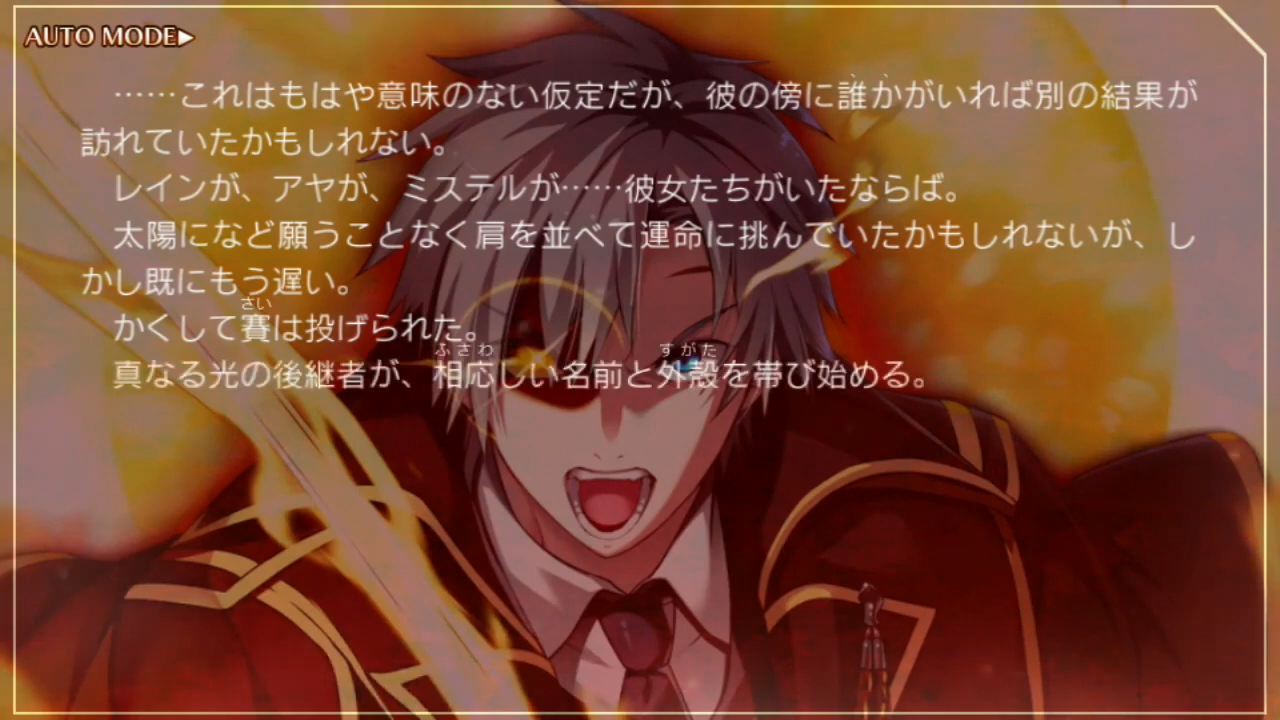 AUTO MODE▶
……これはもはや意味のない仮定だが、彼の傍に誰かがいれば別の結果が
訪れていたかもしれない。
レインが、アヤが、ミステルが……彼女たちがいたならば。
太陽になど願うことなく肩を並べて運命に挑んでいたかもしれないが、し
かし既にもう遅い。
さい
かくして賽は投げられた。
ふさわ すがた
真なる光の後継者が、相応しい名前と外殻を帯び始める。